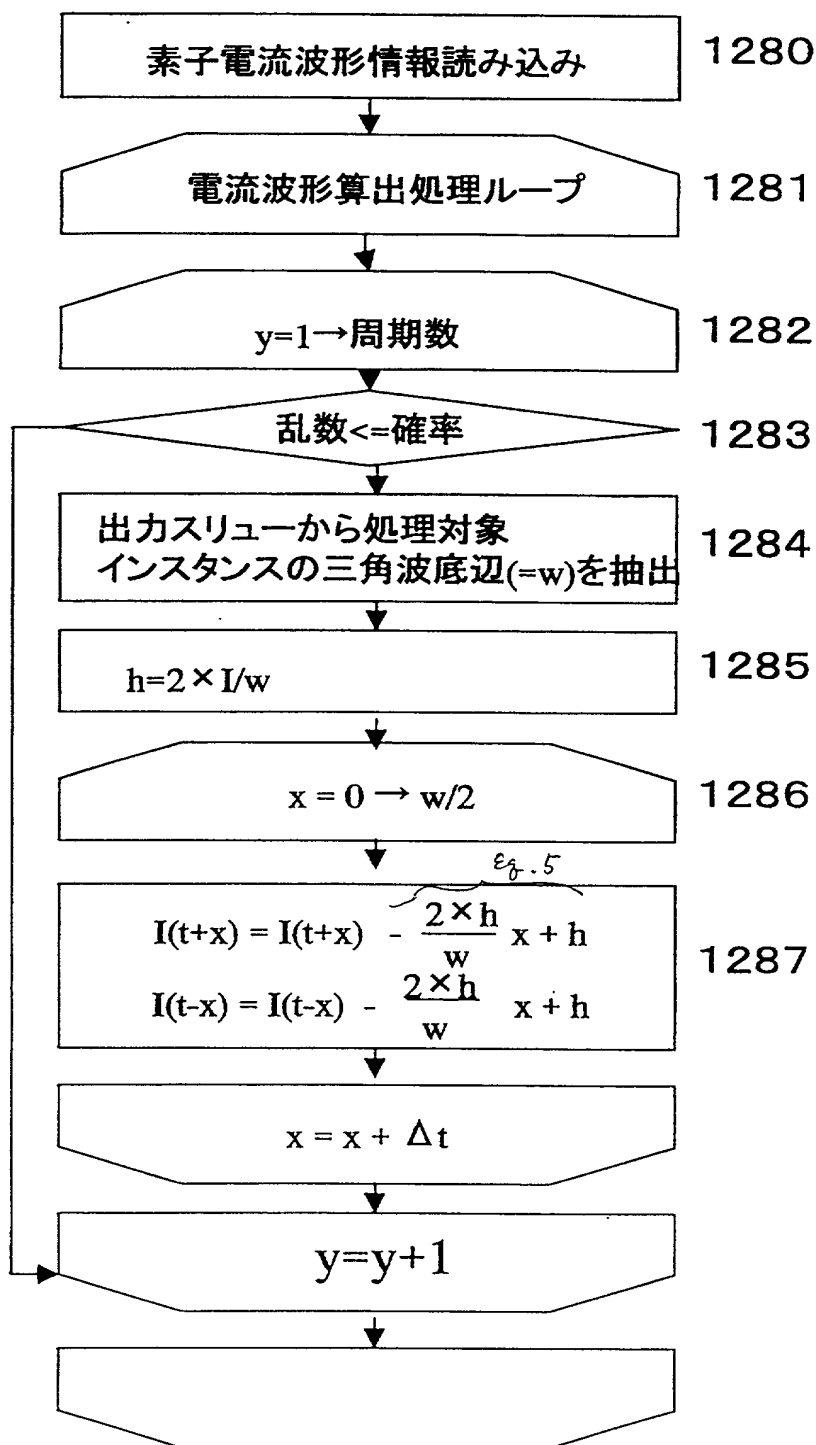 素子電流波形情報読み込み 1280
電流波形算出処理ループ 1281
y=1→周期数 1282
乱数<=確率 1283
出力スリューから処理対象
インスタンスの三角波底辺(=w)を抽出 1284
h=2×I/w 1285
x = 0 → w/2 1286
Eq. 5
I(t+x) = I(t+x) - 2×h/w x + h
I(t-x) = I(t-x) - 2×h/w x + h
1287
x = x + Δt
y=y+1